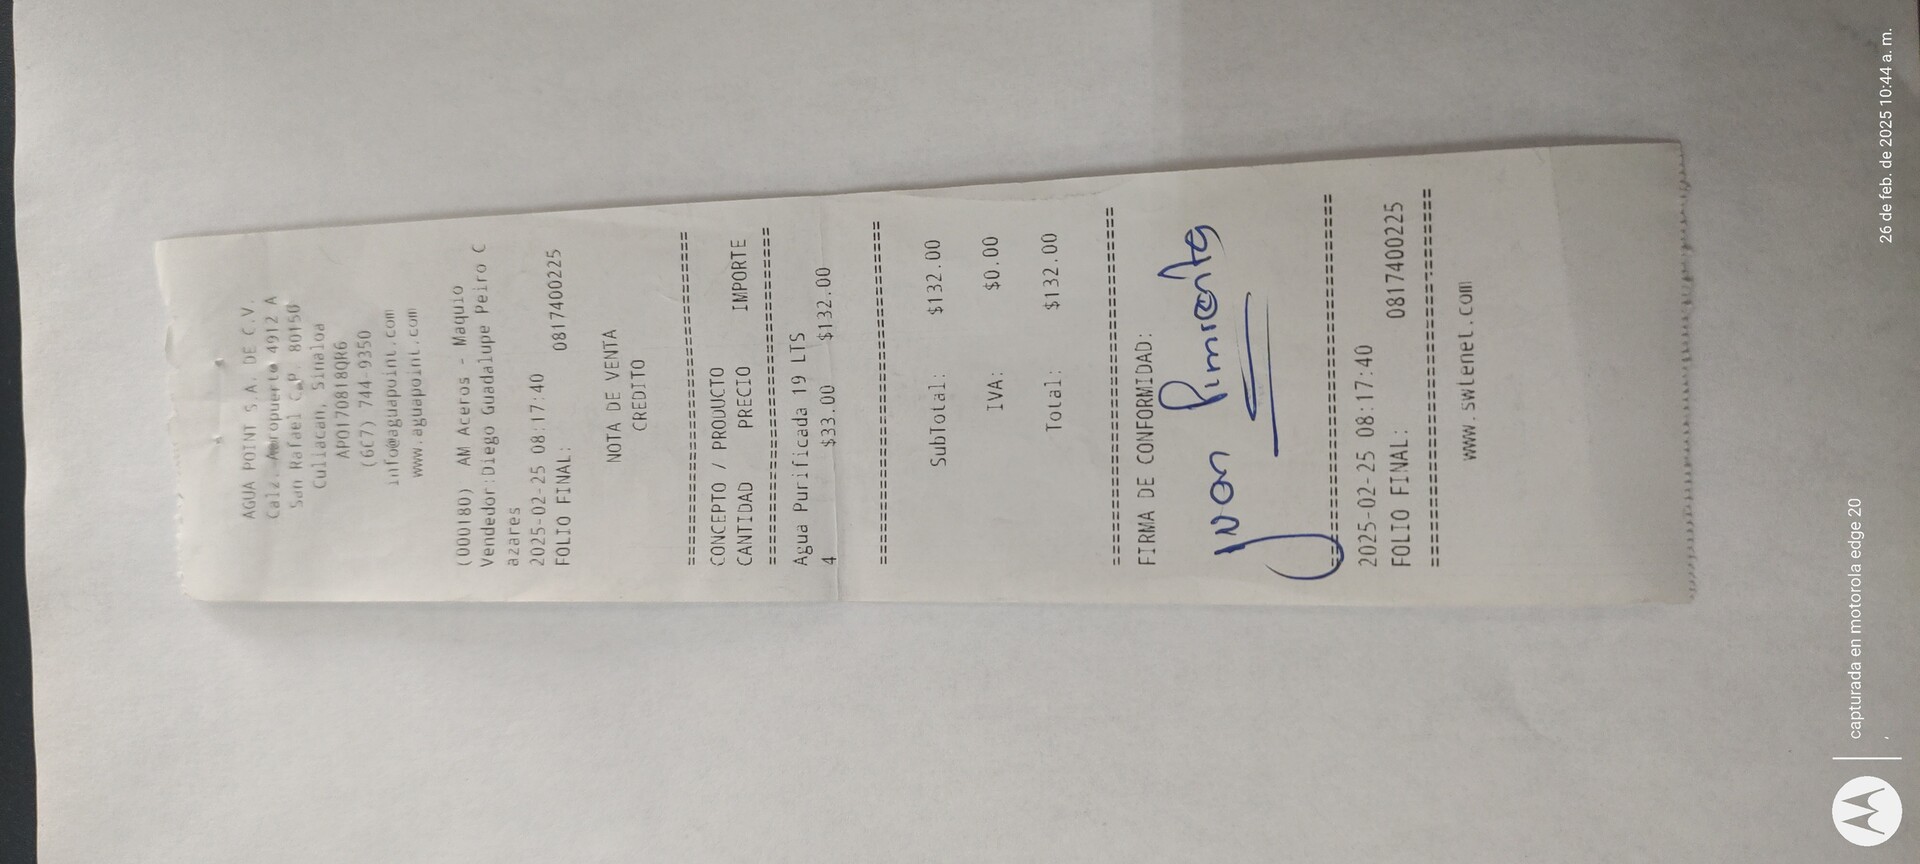 AGUA POINT S.A. DE C.V.
Calz. Aeropuerto 4912 A
San Rafael C.P. 80150
Culiacan, Sinaloa
APO170818QR6
(667) 744-9350
info@aguapoint.com
www.aguapoint.com
(000180) AM Aceros - Maquio
Vendedor:Diego Guadalupe Peiro C
azares
2025-02-25 08:17:40
FOLIO FINAL: 0817400225
NOTA DE VENTA
CREDITO
================================
CONCEPTO / PRODUCTO
CANTIDAD PRECIO IMPORTE
================================
Agua Purificada 19 LTS
4 $33.00 $132.00
================================
SubTotal: $132.00
IVA: $0.00
Total: $132.00
================================
FIRMA DE CONFORMIDAD:
Juan Pimienta
================================
2025-02-25 08:17:40
FOLIO FINAL: 0817400225
================================
www.swtenet.com
capturada en motorola edge 20
26 de feb. de 2025 10:44 a. m.